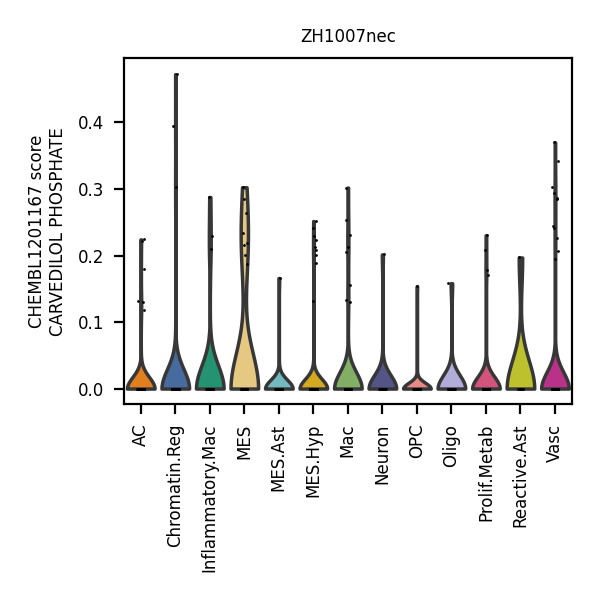 ZH1007nec
CHEMBL1201167 score
CARVEDILOL PHOSPHATE
0.4
0.3
0.2
0.1
0.0
AC
Chromatin.Reg
Inflammatory.Mac
MES
MES.Ast
MES.Hyp
Mac
Neuron
OPC
Oligo
Prolif.Metab
Reactive.Ast
Vasc